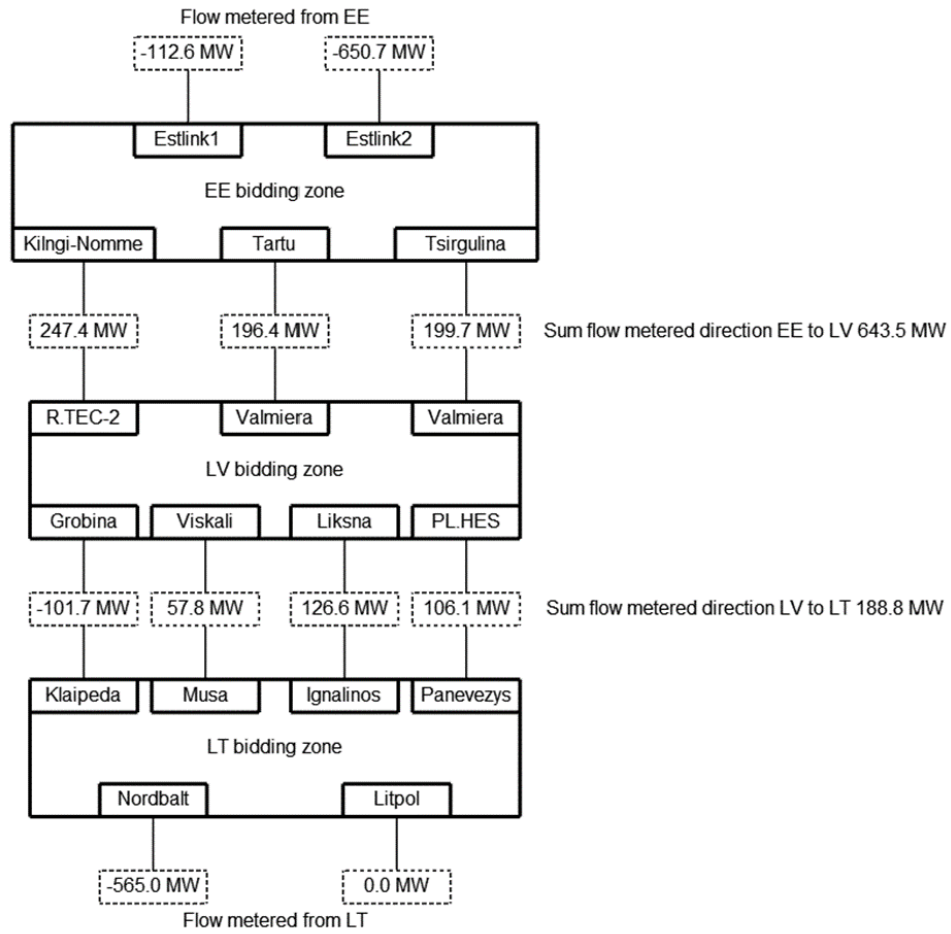 Flow metered from EE
-112.6 MW -650.7 MW
Estlink1 Estlink2
EE bidding zone
Kilngi-Nomme Tartu Tsirgulina
247.4 MW 196.4 MW 199.7 MW Sum flow metered direction EE to LV 643.5 MW
R.TEC-2 Valmiera Valmiera
LV bidding zone
Grobina Viskali Liksna PL.HES
-101.7 MW 57.8 MW 126.6 MW 106.1 MW Sum flow metered direction LV to LT 188.8 MW
Klaipeda Musa Ignalinos Panevezys
LT bidding zone
Nordbalt Litpol
-565.0 MW 0.0 MW
Flow metered from LT